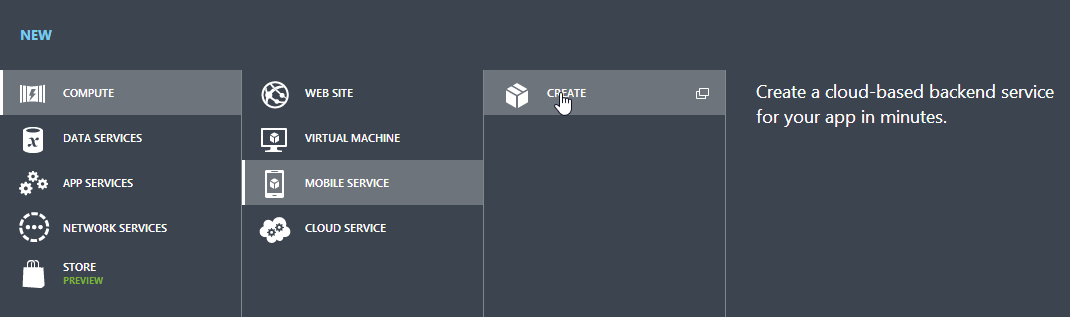 NEW
COMPUTE
DATA SERVICES
APP SERVICES
NETWORK SERVICES
STORE
PREVIEW
WEB SITE
VIRTUAL MACHINE
MOBILE SERVICE
CLOUD SERVICE
CREATE
Create a cloud-based backend service
for your app in minutes.